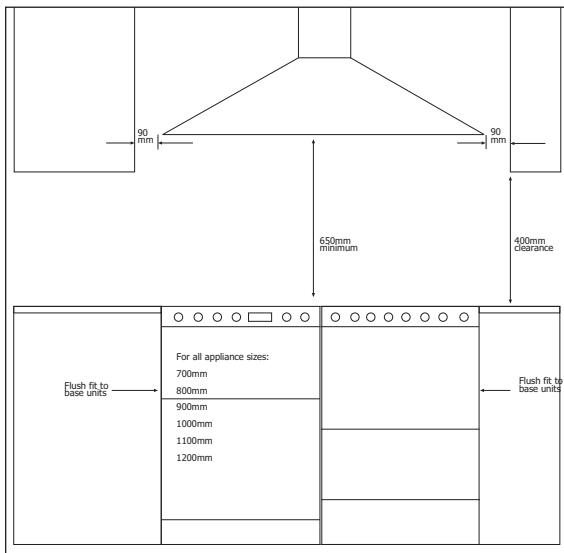 90
mm
90
mm
650mm
minimum
400mm
clearance
For all appliance sizes:
700mm
800mm
900mm
1000mm
1100mm
1200mm
Flush fit to
base units
Flush fit to
base units